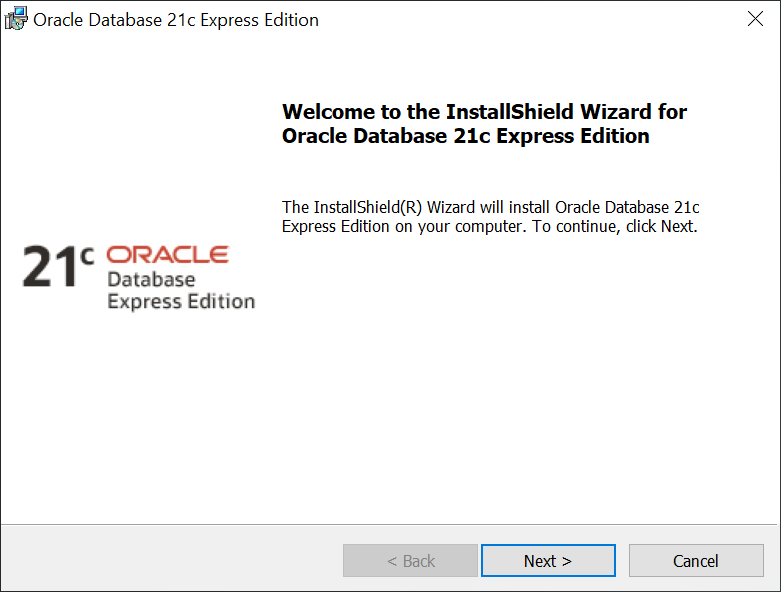 Oracle Database 21c Express Edition
Welcome to the InstallShield Wizard for
Oracle Database 21c Express Edition
The InstallShield(R) Wizard will install Oracle Database 21c
Express Edition on your computer. To continue, click Next.
21c ORACLE
Database
Express Edition
< Back
Next >
Cancel